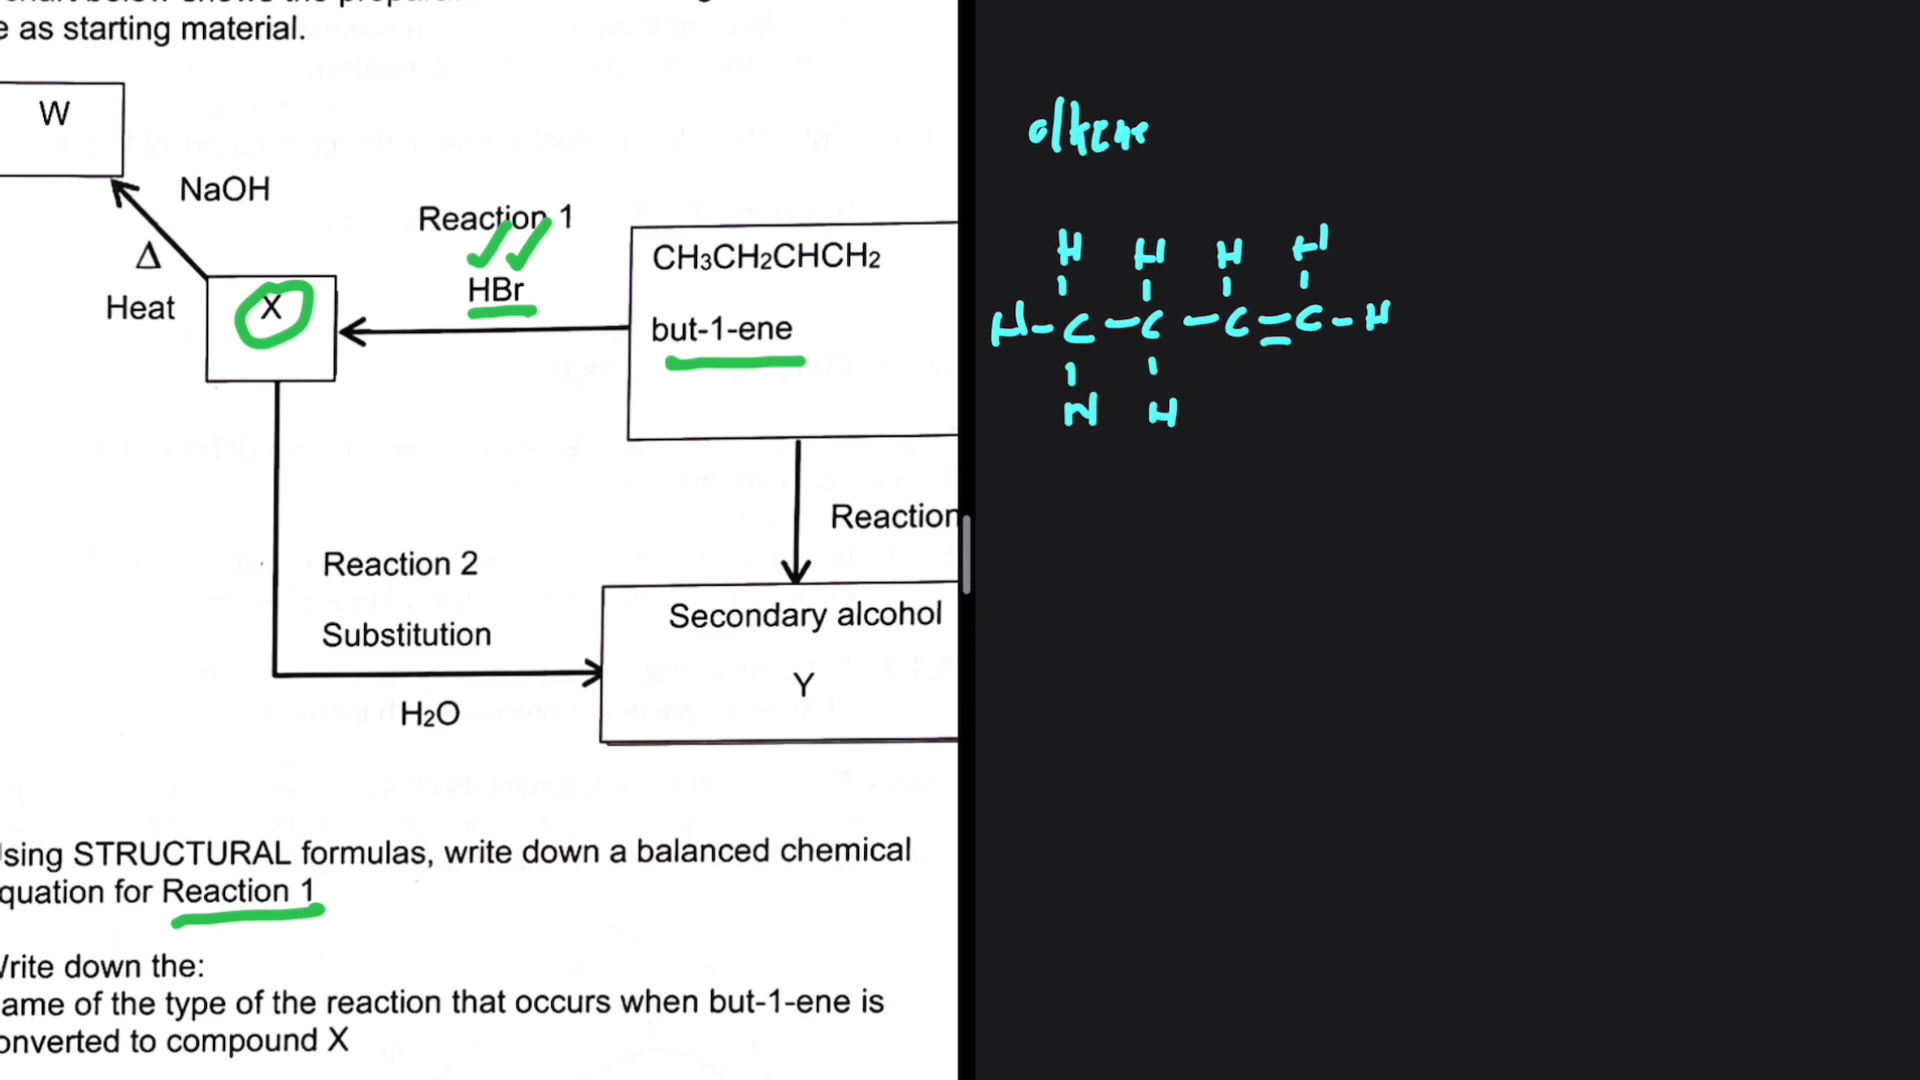 e as starting material.
W
NaOH
Δ
Heat
X
Reaction 1
HBr
CH3CH2CHCH2
but-1-ene
Reaction
Reaction 2
Substitution
H2O
Secondary alcohol
Y
sing STRUCTURAL formulas, write down a balanced chemical
quation for Reaction 1
rite down the:
ame of the type of the reaction that occurs when but-1-ene is
onverted to compound X
alkene
H H H H
H-C-C-C=C-H
H H